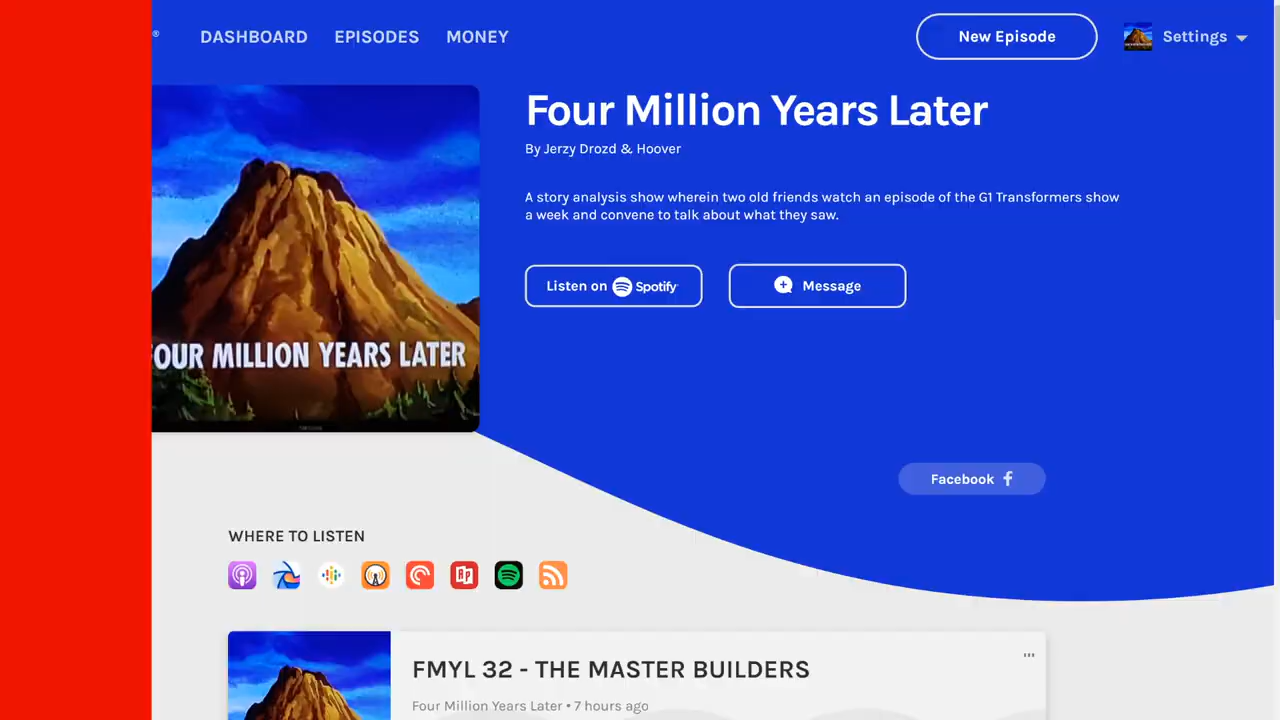 DASHBOARD EPISODES MONEY New Episode Settings
Four Million Years Later
By Jerzy Drozd & Hoover
A story analysis show wherein two old friends watch an episode of the G1 Transformers show
a week and convene to talk about what they saw.
Listen on Spotify Message
OUR MILLION YEARS LATER
Facebook
WHERE TO LISTEN
FMYL 32 - THE MASTER BUILDERS
...
Four Million Years Later • 7 hours ago